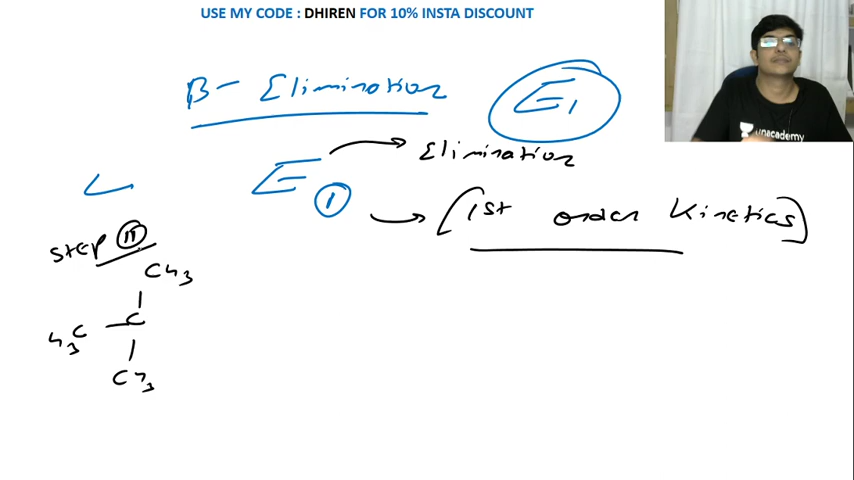 USE MY CODE : DHIREN FOR 10% INSTA DISCOUNT
β- Elimination E1
E1 Elimination
[1st order Kinetics]
STEP II
CH3
H3C C
CH3
unacademy